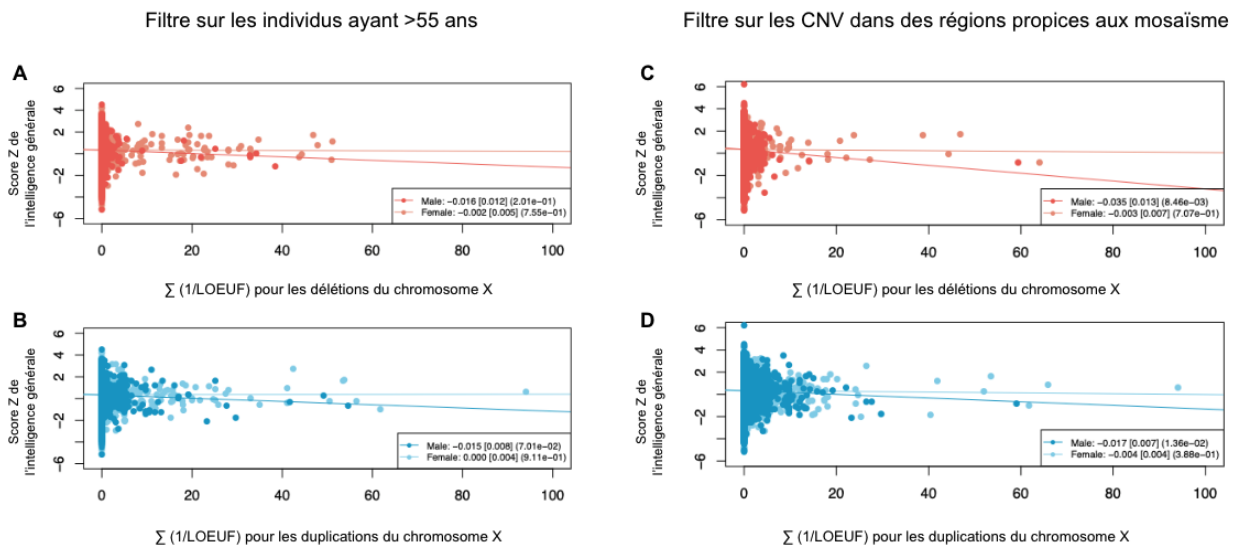 Filtre sur les individus ayant >55 ans
Filtre sur les CNV dans des régions propices aux mosaïsme
A
Score Z de
l'intelligence générale
6
2
-2
-6
Male: −0.016 [0.012] (2.01e−01)
Female: −0.002 [0.005] (7.55e−01)
0 20 40 60 80 100
∑ (1/LOEUF) pour les délétions du chromosome X
B
Score Z de
l'intelligence générale
6
2
-2
-6
Male: −0.015 [0.008] (7.01e−02)
Female: 0.000 [0.004] (9.11e−01)
0 20 40 60 80 100
∑ (1/LOEUF) pour les duplications du chromosome X
C
Score Z de
l'intelligence générale
6
2
-2
-6
Male: −0.035 [0.013] (8.46e−03)
Female: −0.003 [0.007] (7.07e−01)
0 20 40 60 80 100
∑ (1/LOEUF) pour les délétions du chromosome X
D
Score Z de
l'intelligence générale
6
2
-2
-6
Male: −0.017 [0.007] (1.36e−02)
Female: −0.004 [0.004] (3.88e−01)
0 20 40 60 80 100
∑ (1/LOEUF) pour les duplications du chromosome X